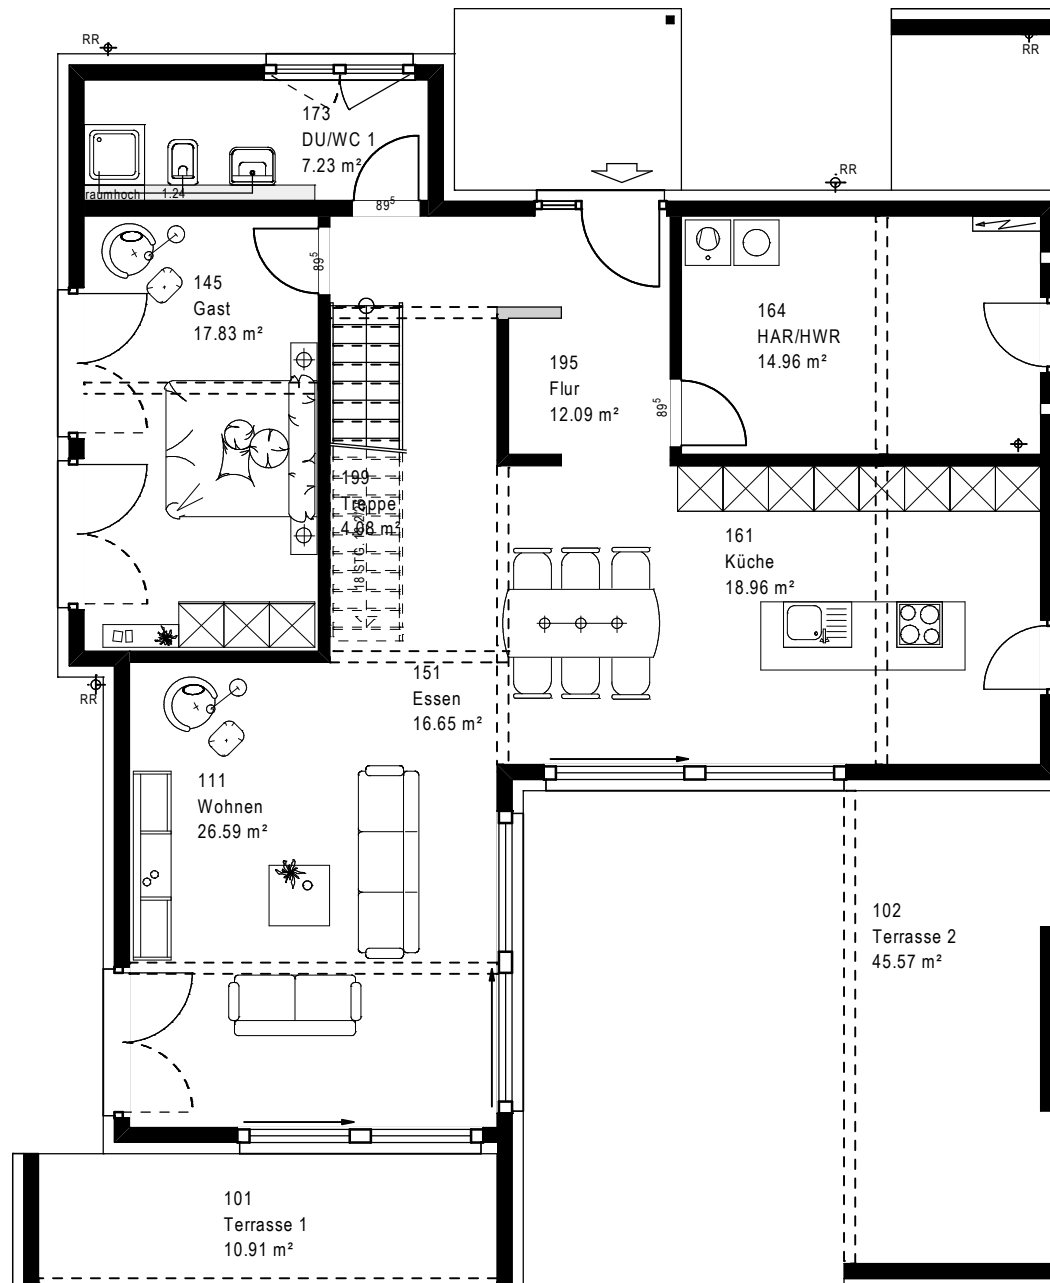 RR
RR
173
DU/WC 1
7.23 m²
RR
raumhoch 1.24
89⁵
89⁵
145
Gast
17.83 m²
164
HAR/HWR
14.96 m²
195
Flur
12.09 m²
89⁵
199
Treppe
4.08 m²
18 STG.
161
Küche
18.96 m²
151
Essen
16.65 m²
RR
111
Wohnen
26.59 m²
102
Terrasse 2
45.57 m²
101
Terrasse 1
10.91 m²